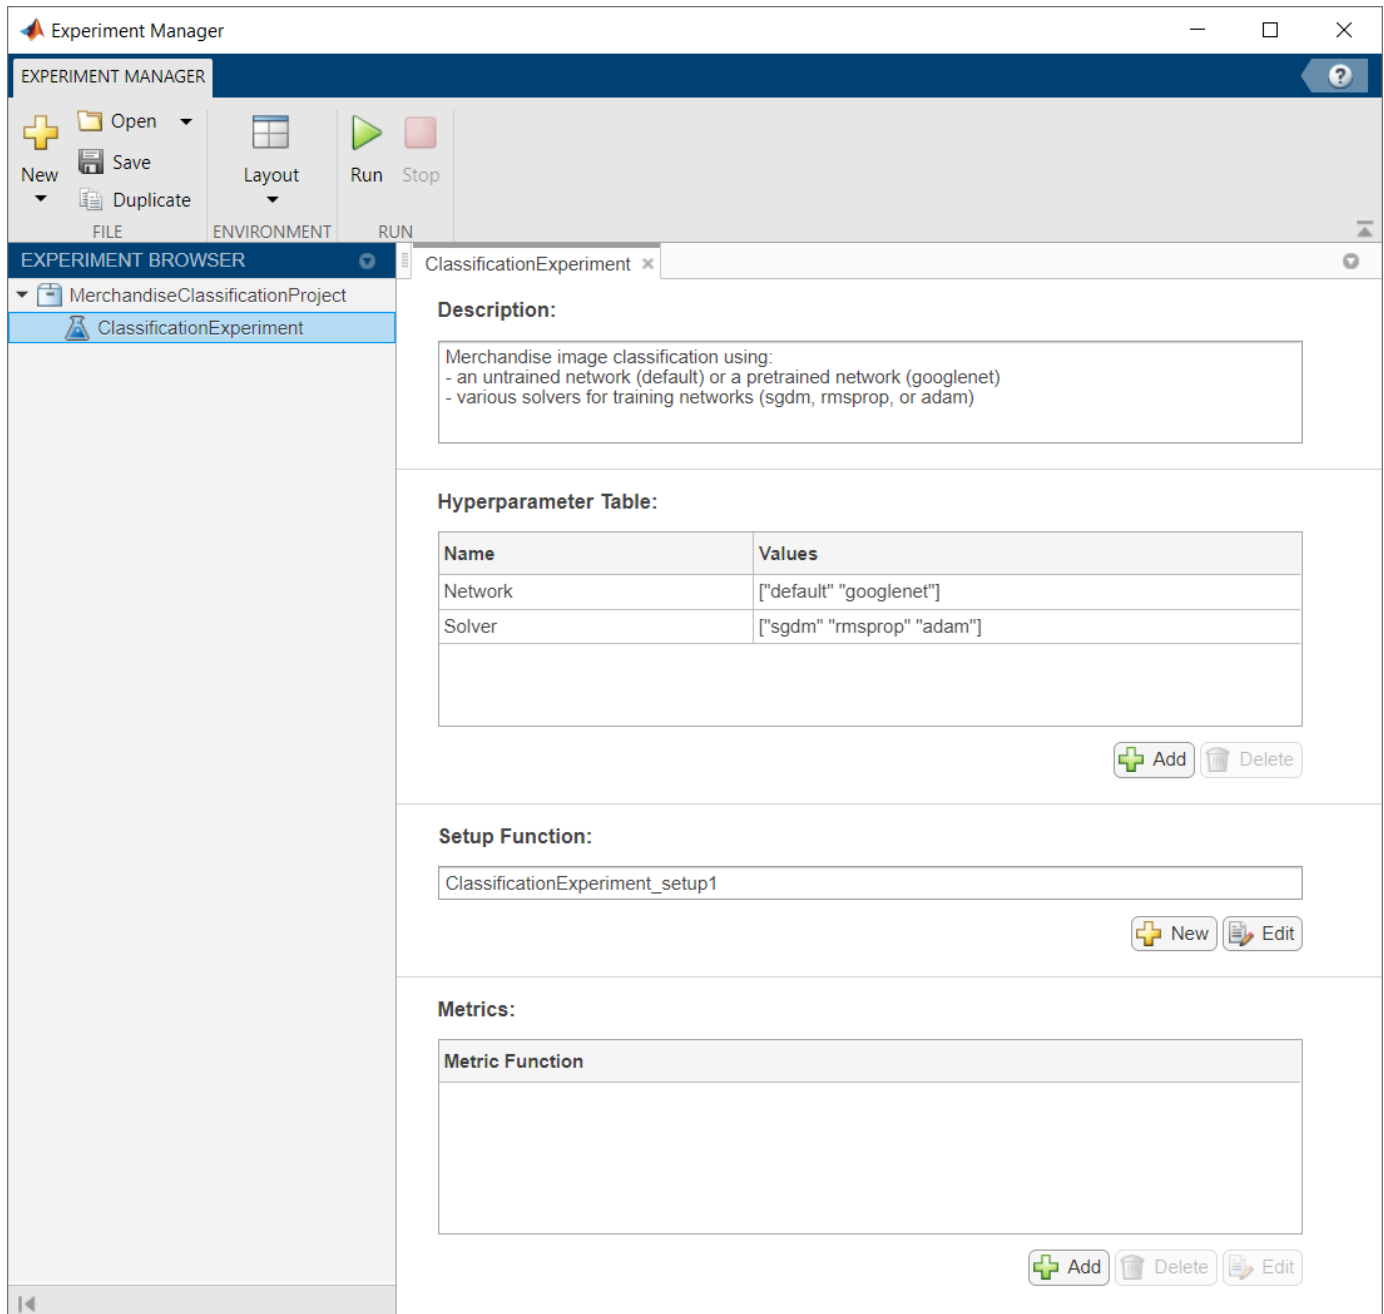 Experiment Manager
EXPERIMENT MANAGER
?
New
Open
Save
Duplicate
FILE
Layout
ENVIRONMENT
Run
Stop
RUN
EXPERIMENT BROWSER
MerchandiseClassificationProject
ClassificationExperiment
ClassificationExperiment
Description:
Merchandise image classification using:
- an untrained network (default) or a pretrained network (googlenet)
- various solvers for training networks (sgdm, rmsprop, or adam)
Hyperparameter Table:
Name Values
Network ["default" "googlenet"]
Solver ["sgdm" "rmsprop" "adam"]
Add Delete
Setup Function:
ClassificationExperiment_setup1
New Edit
Metrics:
Metric Function
Add Delete Edit